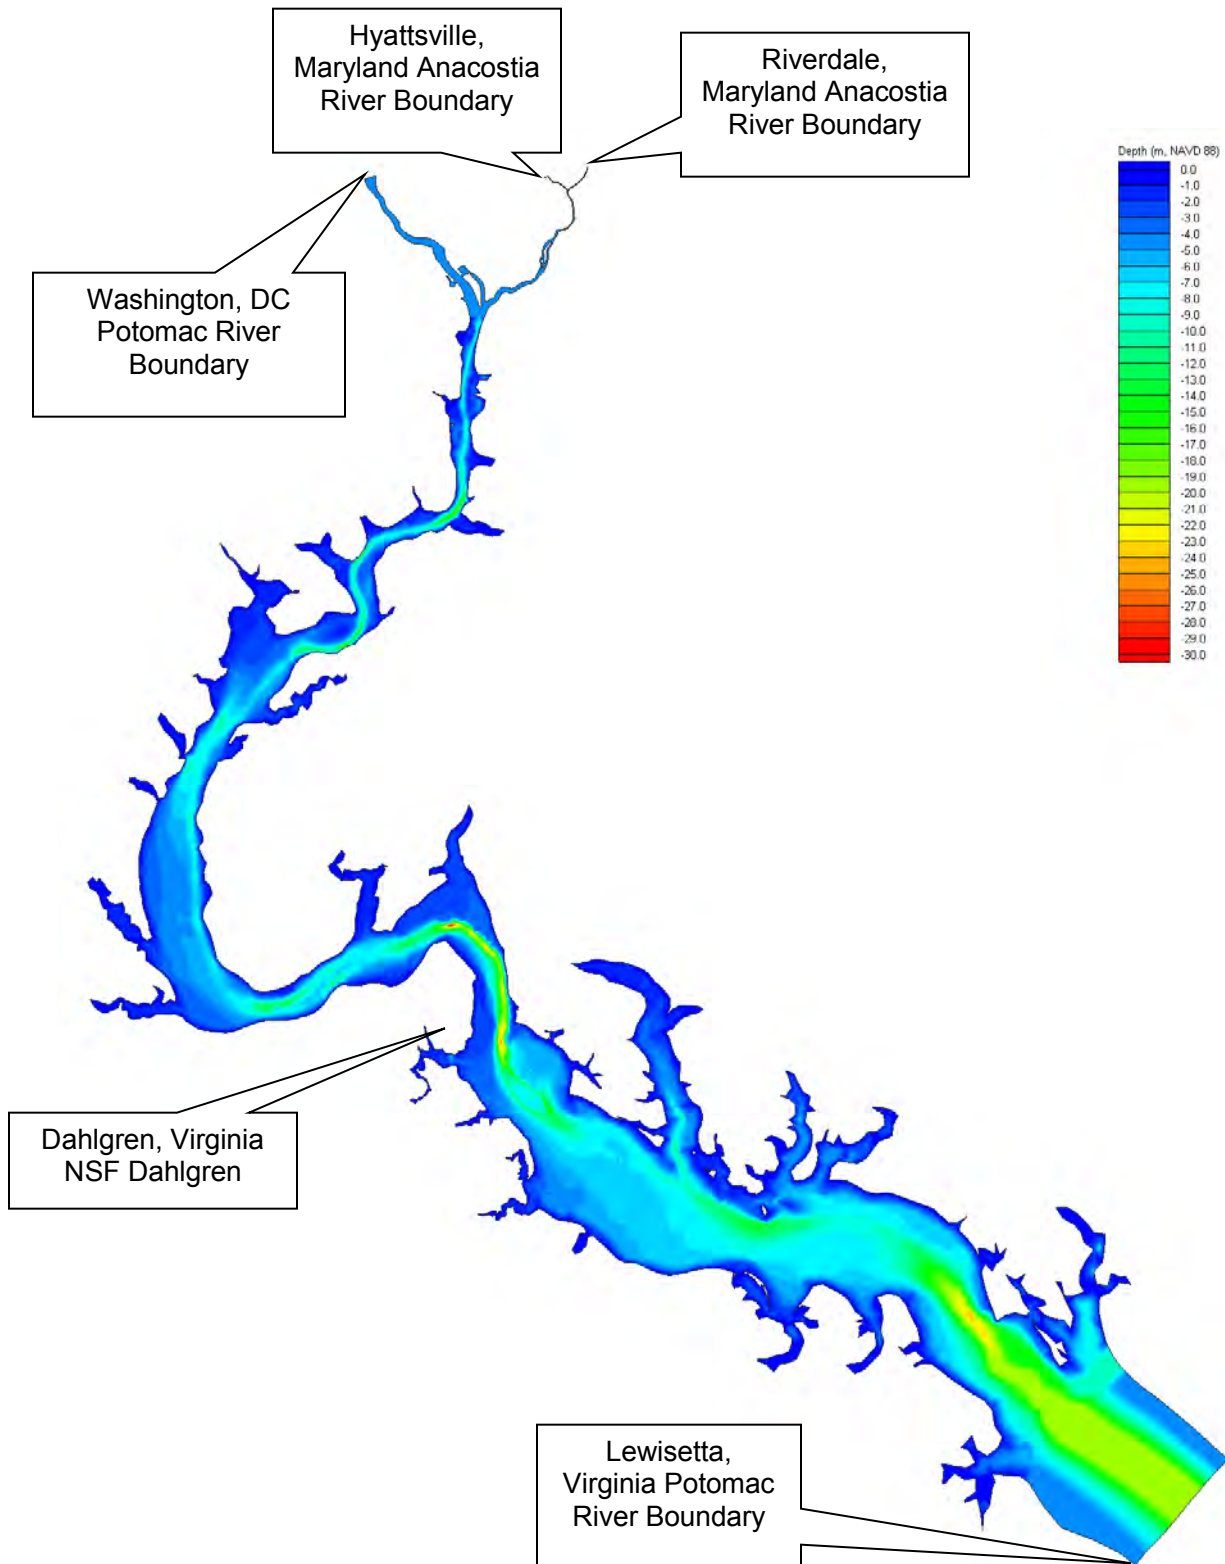 Hyattsville,
Maryland Anacostia
River Boundary
Riverdale,
Maryland Anacostia
River Boundary
Depth (m, NAVD 88)
0.0
-1.0
-2.0
-3.0
-4.0
-5.0
-6.0
-7.0
-8.0
-9.0
-10.0
-11.0
-13.0
-14.0
-15.0
-16.0
-17.0
-18.0
-19.0
-20.0
-21.0
-22.0
-23.0
-24.0
-25.0
-26.0
-27.0
-28.0
-29.0
-30.0
Washington, DC
Potomac River
Boundary
Dahlgren, Virginia
NSF Dahlgren
Lewisetta,
Virginia Potomac
River Boundary